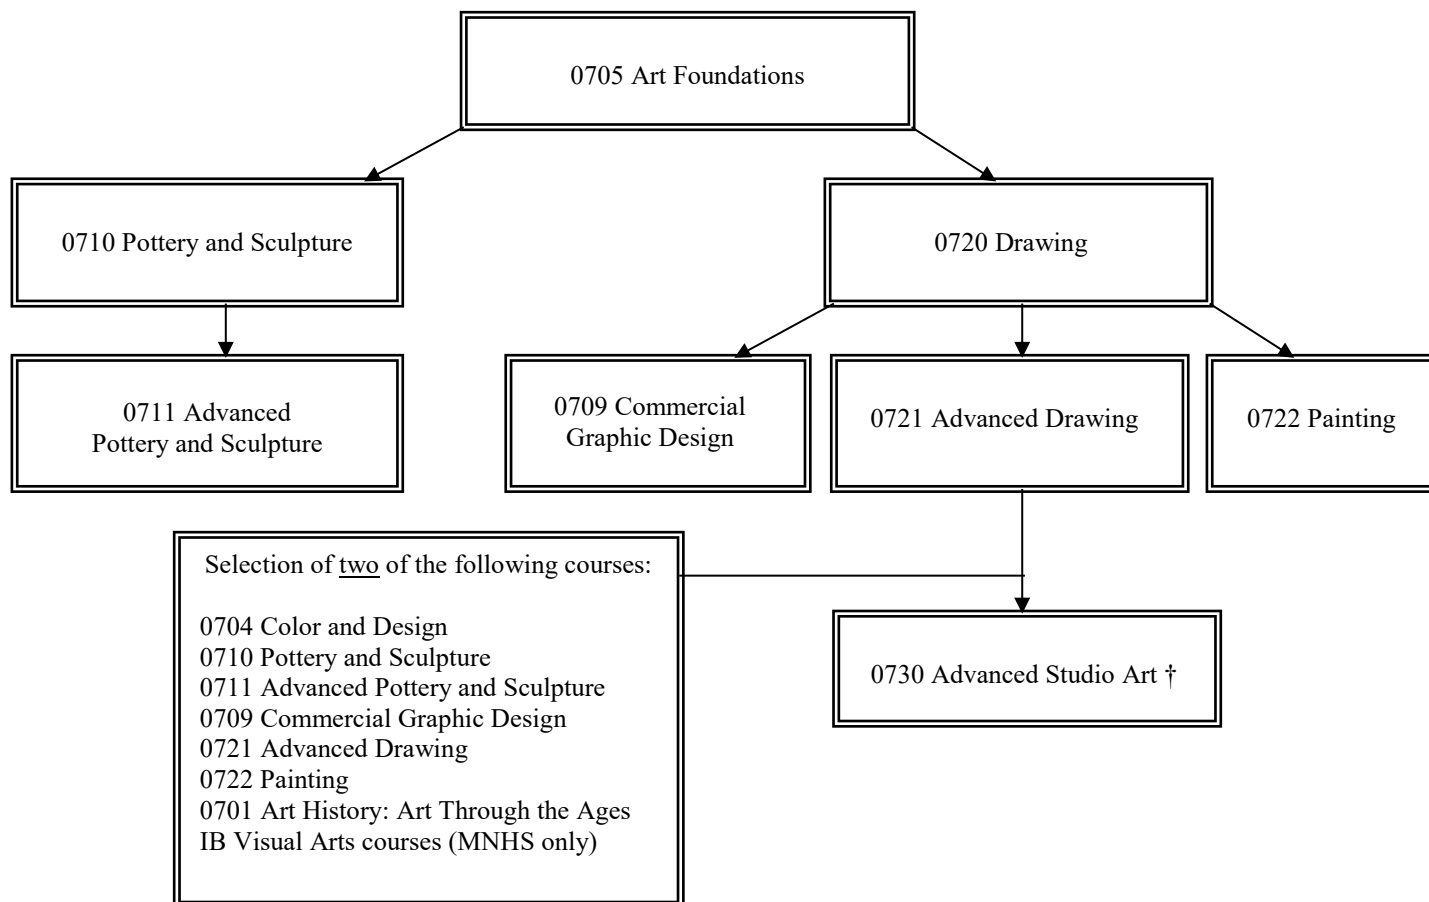 0705 Art Foundations
0710 Pottery and Sculpture
0720 Drawing
0711 Advanced
Pottery and Sculpture
0709 Commercial
Graphic Design
0721 Advanced Drawing
0722 Painting
Selection of two of the following courses:
0704 Color and Design
0710 Pottery and Sculpture
0711 Advanced Pottery and Sculpture
0709 Commercial Graphic Design
0721 Advanced Drawing
0722 Painting
0701 Art History: Art Through the Ages
IB Visual Arts courses (MNHS only)
0730 Advanced Studio Art †